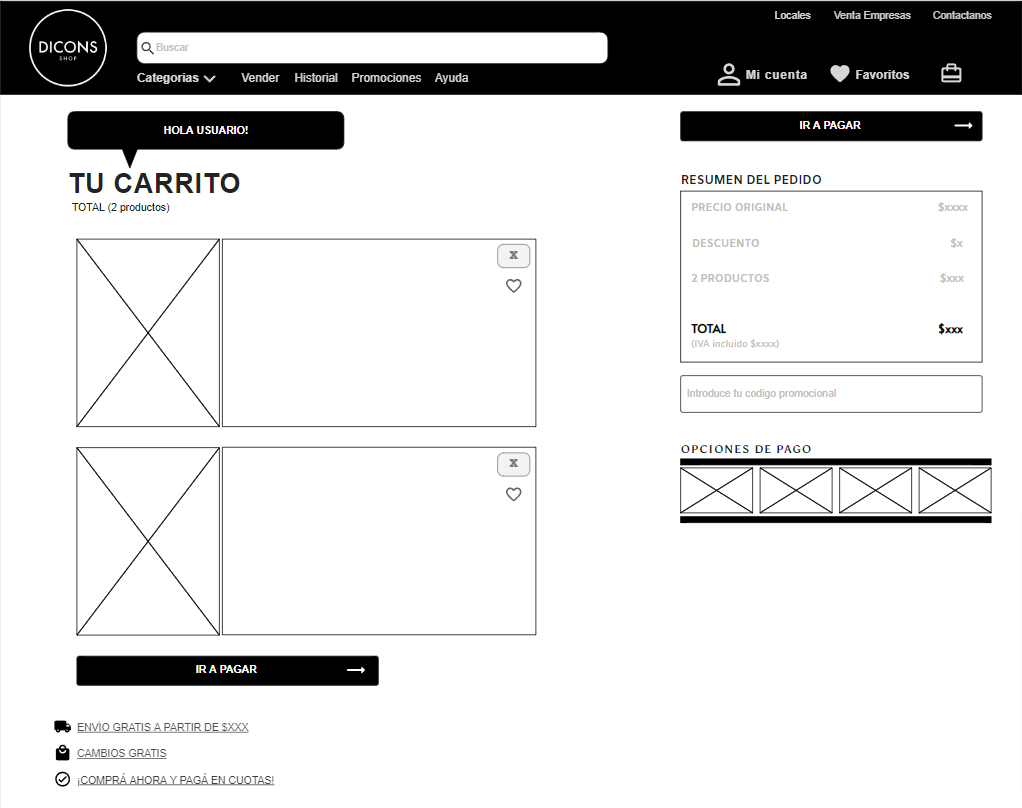 Locales Venta Empresas Contactanos
DICONS
SHOP
Buscar
Categorias Vender Historial Promociones Ayuda
Mi cuenta Favoritos
HOLA USUARIO!
TU CARRITO
TOTAL (2 productos)
X
X
IR A PAGAR
ENVÍO GRATIS A PARTIR DE $XXX
CAMBIOS GRATIS
¡COMPRÁ AHORA Y PAGÁ EN CUOTAS!
IR A PAGAR
RESUMEN DEL PEDIDO
PRECIO ORIGINAL $xxxx
DESCUENTO $x
2 PRODUCTOS $xxx
TOTAL $xxx
(IVA incluido $xxxx)
Introduce tu codigo promocional
OPCIONES DE PAGO